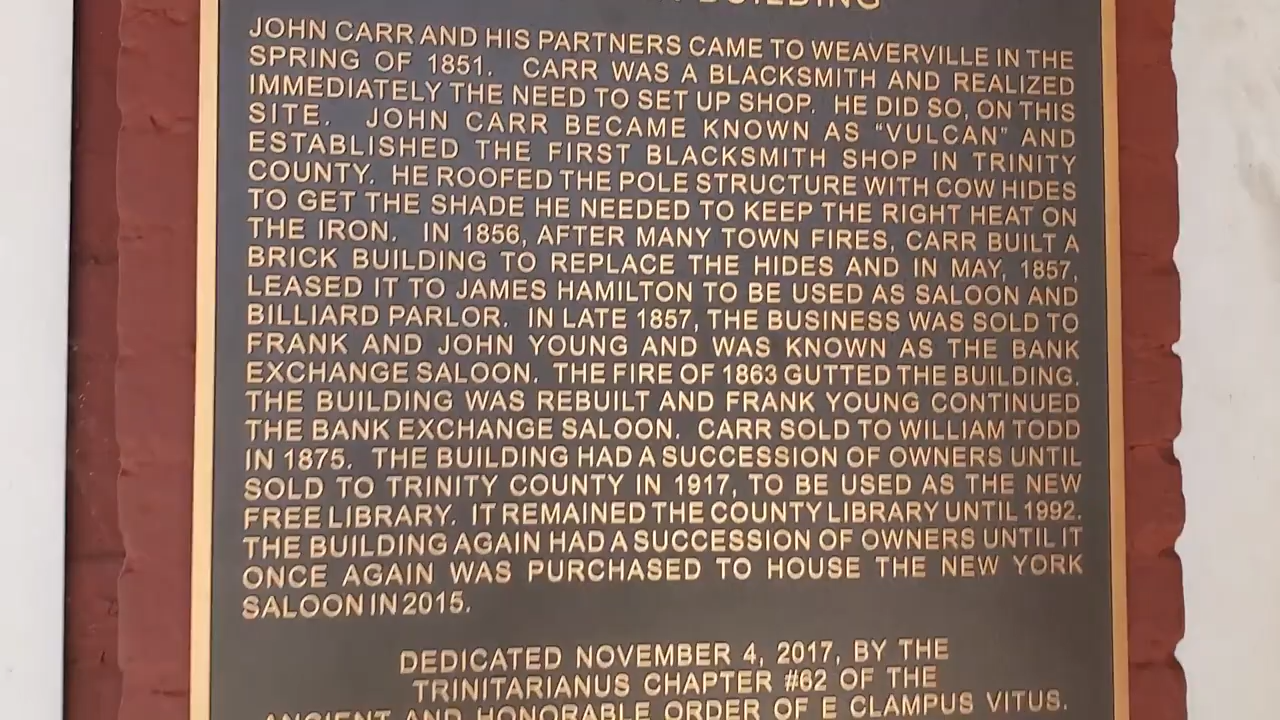 BUILDING
JOHN CARR AND HIS PARTNERS CAME TO WEAVERVILLE IN THE
SPRING OF 1851. CARR WAS A BLACKSMITH AND REALIZED
IMMEDIATELY THE NEED TO SET UP SHOP. HE DID SO, ON THIS
SITE. JOHN CARR BECAME KNOWN AS "VULCAN" AND
ESTABLISHED THE FIRST BLACKSMITH SHOP IN TRINITY
COUNTY. HE ROOFED THE POLE STRUCTURE WITH COW HIDES
TO GET THE SHADE HE NEEDED TO KEEP THE RIGHT HEAT ON
THE IRON. IN 1856, AFTER MANY TOWN FIRES, CARR BUILT A
BRICK BUILDING TO REPLACE THE HIDES AND IN MAY, 1857,
LEASED IT TO JAMES HAMILTON TO BE USED AS SALOON AND
BILLIARD PARLOR. IN LATE 1857, THE BUSINESS WAS SOLD TO
FRANK AND JOHN YOUNG AND WAS KNOWN AS THE BANK
EXCHANGE SALOON. THE FIRE OF 1863 GUTTED THE BUILDING.
THE BUILDING WAS REBUILT AND FRANK YOUNG CONTINUED
THE BANK EXCHANGE SALOON. CARR SOLD TO WILLIAM TODD
IN 1875. THE BUILDING HAD A SUCCESSION OF OWNERS UNTIL
SOLD TO TRINITY COUNTY IN 1917, TO BE USED AS THE NEW
FREE LIBRARY. IT REMAINED THE COUNTY LIBRARY UNTIL 1992.
THE BUILDING AGAIN HAD A SUCCESSION OF OWNERS UNTIL IT
ONCE AGAIN WAS PURCHASED TO HOUSE THE NEW YORK
SALOON IN 2015.
DEDICATED NOVEMBER 4, 2017, BY THE
TRINITARIANUS CHAPTER #62 OF THE
ANCIENT AND HONORABLE ORDER OF E CLAMPUS VITUS.